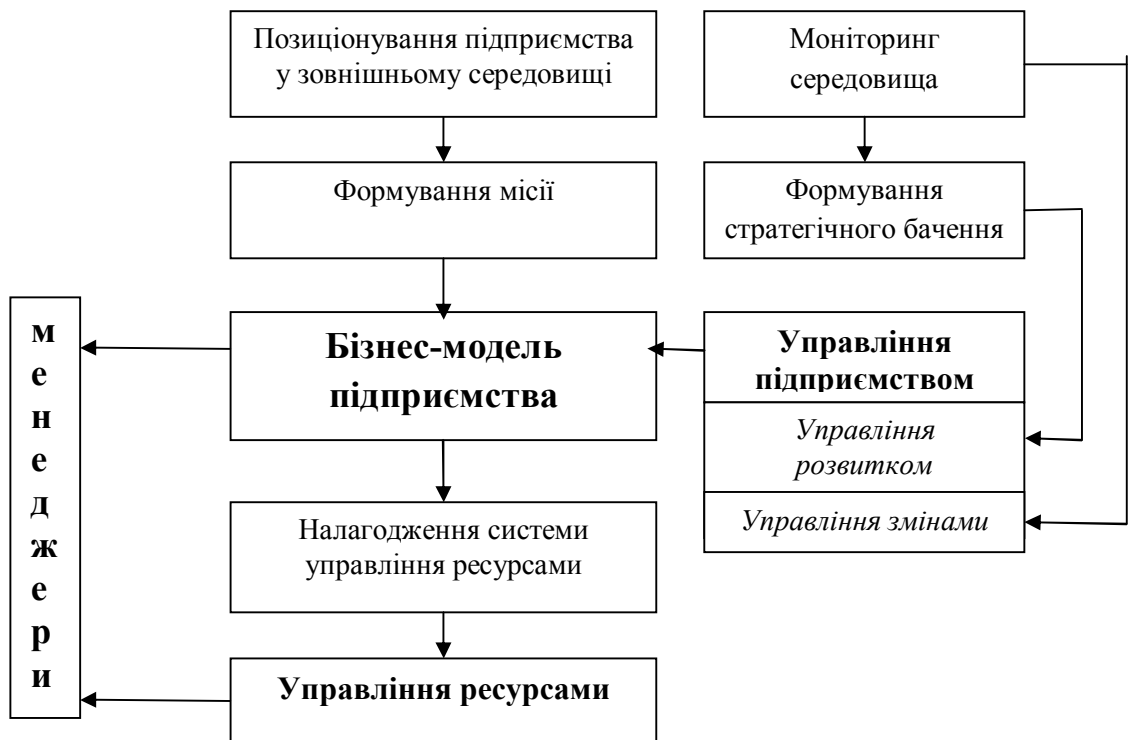 Позиціонування підприємства
у зовнішньому середовищі
Моніторинг
середовища
Формування місії
Формування
стратегічного бачення
м
е
н
е
д
ж
е
р
и
Бізнес-модель
підприємства
Управління
підприємством
Управління
розвитком
Управління змінами
Налагодження системи
управління ресурсами
Управління ресурсами